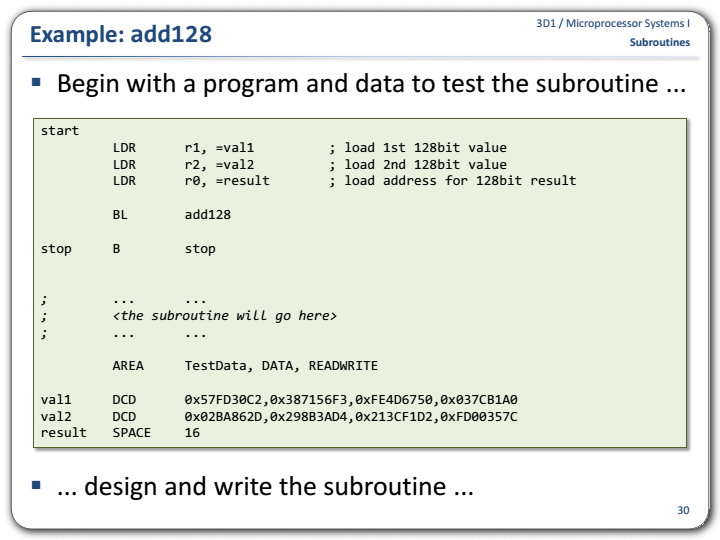 Example: add128
3D1 / Microprocessor Systems I
Subroutines
Begin with a program and data to test the subroutine ...
start
LDR r1, =val1 ; load 1st 128bit value
LDR r2, =val2 ; load 2nd 128bit value
LDR r0, =result ; load address for 128bit result
BL add128
stop B stop
; ... ...
; <the subroutine will go here>
; ... ...
AREA TestData, DATA, READWRITE
val1 DCD 0x57FD30C2,0x387156F3,0xFE4D6750,0x037CB1A0
val2 DCD 0x02BA862D,0x298B3AD4,0x213CF1D2,0xFD00357C
result SPACE 16
... design and write the subroutine ...
30